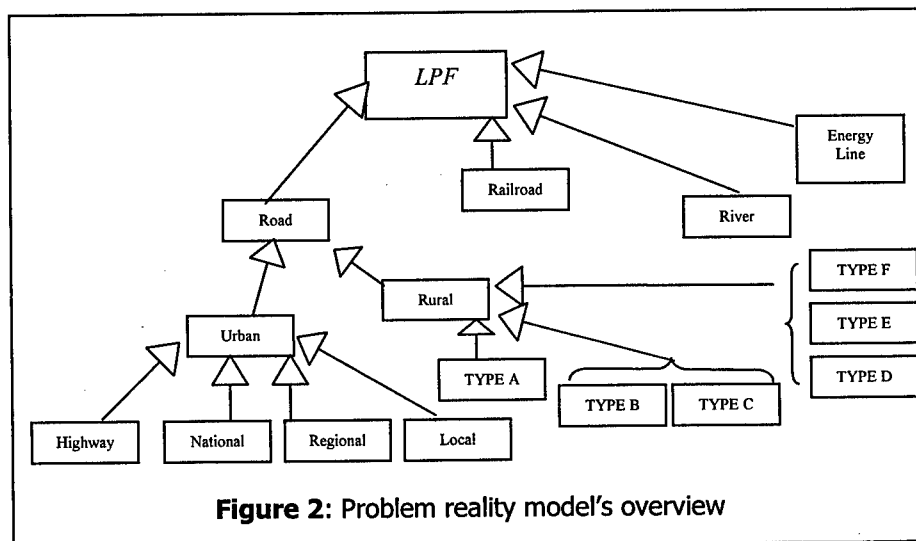 LPF
Energy
Line
Railroad
River
Road
TYPE F
Rural
TYPE E
Urban
TYPE A
TYPE D
TYPE B
TYPE C
Highway
National
Regional
Local
Figure 2: Problem reality model's overview